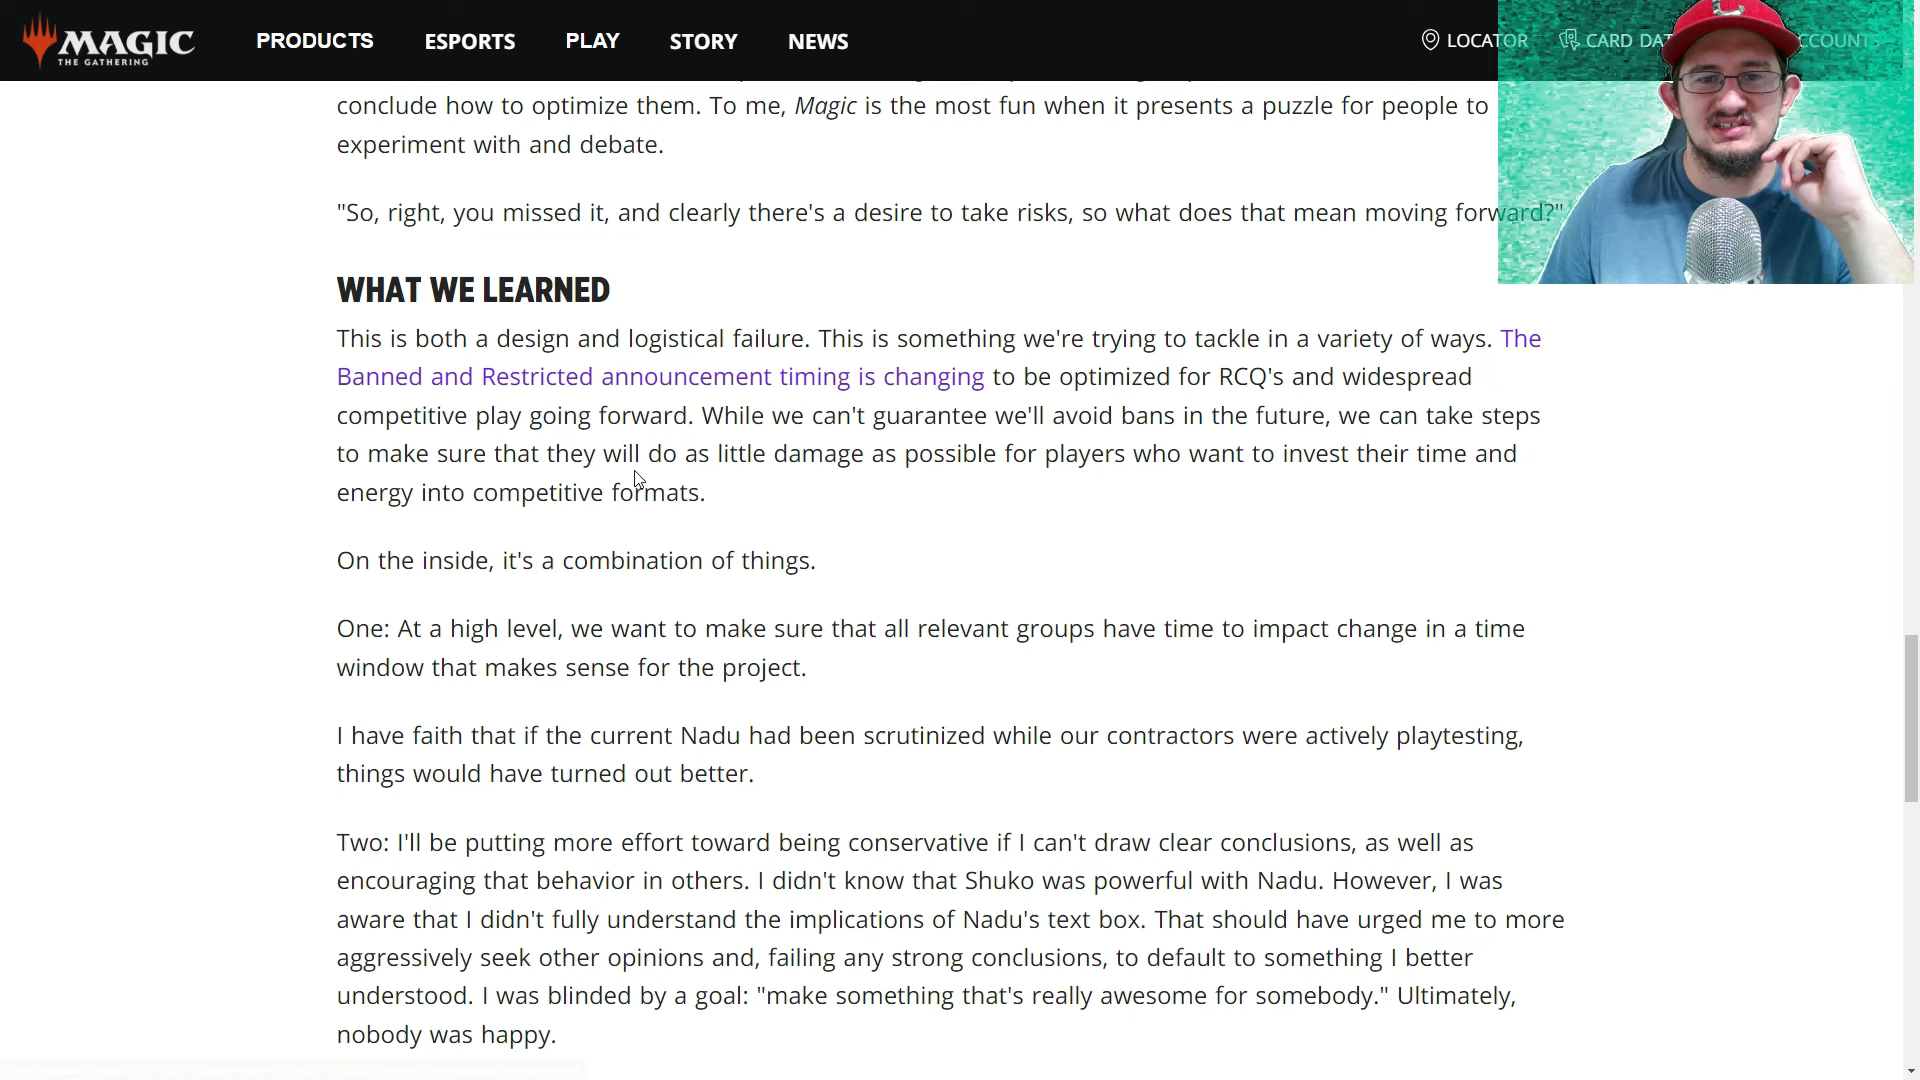 MAGIC
THE GATHERING
PRODUCTS
ESPORTS
PLAY
STORY
NEWS
LOCATOR
CARD DAT
CCOUNTS
conclude how to optimize them. To me, Magic is the most fun when it presents a puzzle for people to
experiment with and debate.
"So, right, you missed it, and clearly there's a desire to take risks, so what does that mean moving forward?"
WHAT WE LEARNED
This is both a design and logistical failure. This is something we're trying to tackle in a variety of ways. The
Banned and Restricted announcement timing is changing to be optimized for RCQ's and widespread
competitive play going forward. While we can't guarantee we'll avoid bans in the future, we can take steps
to make sure that they will do as little damage as possible for players who want to invest their time and
energy into competitive formats.
On the inside, it's a combination of things.
One: At a high level, we want to make sure that all relevant groups have time to impact change in a time
window that makes sense for the project.
I have faith that if the current Nadu had been scrutinized while our contractors were actively playtesting,
things would have turned out better.
Two: I'll be putting more effort toward being conservative if I can't draw clear conclusions, as well as
encouraging that behavior in others. I didn't know that Shuko was powerful with Nadu. However, I was
aware that I didn't fully understand the implications of Nadu's text box. That should have urged me to more
aggressively seek other opinions and, failing any strong conclusions, to default to something I better
understood. I was blinded by a goal: "make something that's really awesome for somebody." Ultimately,
nobody was happy.